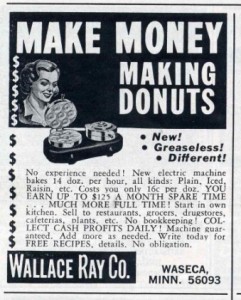 MAKE MONEY
MAKING
DONUTS
• New!
• Greaseless!
• Different!
No experience needed! New electric machine
bakes 14 doz. per hour, all kinds: Plain, Iced,
Raisin, etc. Costs you only 16c per doz. YOU
EARN UP TO $125 A MONTH SPARE TIME
. . . MUCH MORE FULL TIME! Start in own
kitchen. Sell to restaurants, grocers, drugstores,
cafeterias, plants, etc. No bookkeeping! COL-
LECT CASH PROFITS DAILY! Machine guar-
anteed. Add more as needed. Write today for
FREE RECIPES, details. No obligation.
WALLACE RAY CO.
WASECA,
MINN. 56093
$
$
$
$
$
$
$
$
$
$